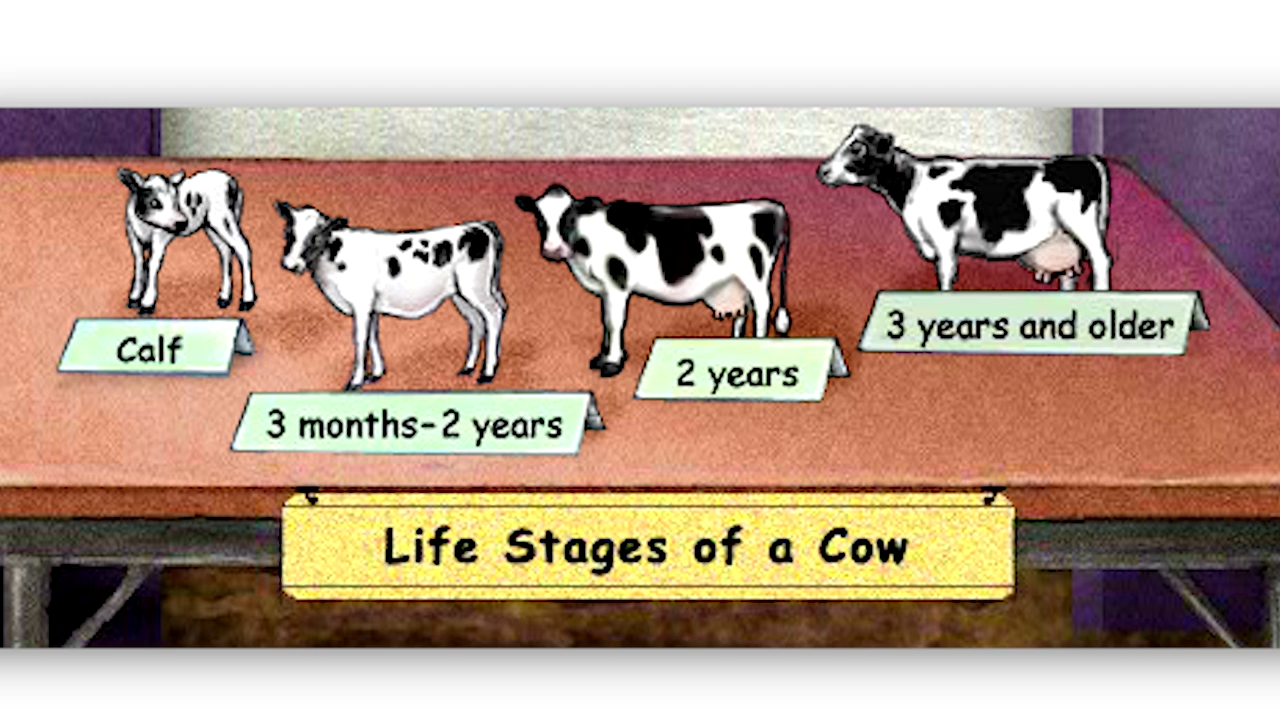 Calf
3 months-2 years
2 years
3 years and older
Life Stages of a Cow